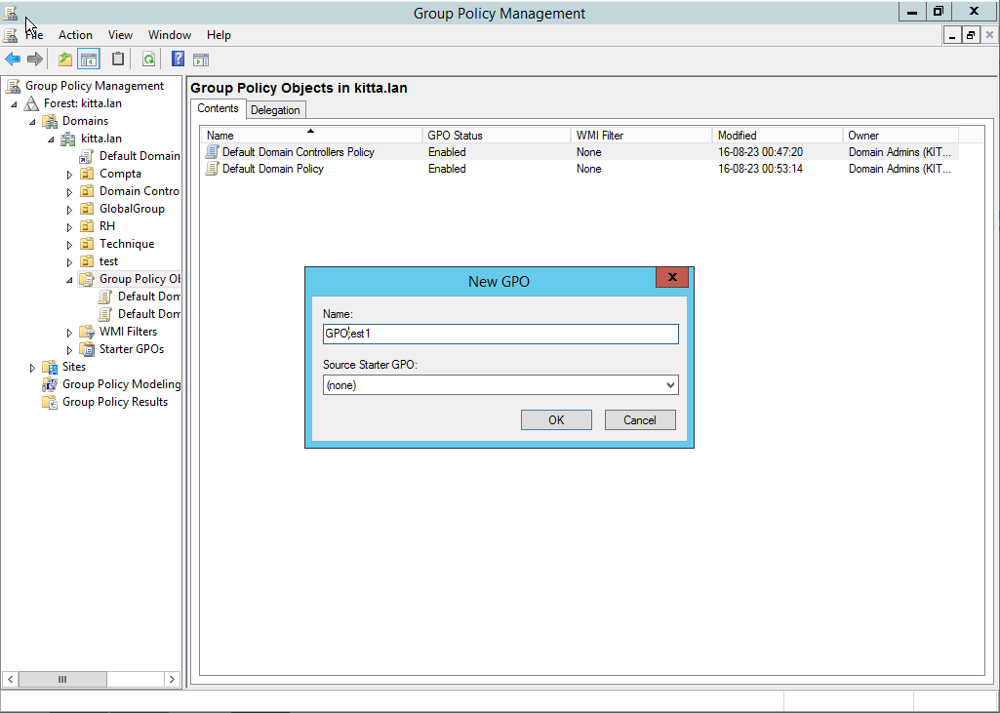 Group Policy Management
File Action View Window Help
Group Policy Management
Forest: kitta.lan
Domains
kitta.lan
Default Domain
Compta
Domain Contro
GlobalGroup
RH
Technique
test
Group Policy Ob
Default Dom
Default Dom
WMI Filters
Starter GPOs
Sites
Group Policy Modeling
Group Policy Results
Group Policy Objects in kitta.lan
Contents Delegation
Name GPO Status WMI Filter Modified Owner
Default Domain Controllers Policy Enabled None 16-08-23 00:47:20 Domain Admins (KIT...
Default Domain Policy Enabled None 16-08-23 00:53:14 Domain Admins (KIT...
New GPO
Name:
GPOtest1
Source Starter GPO:
(none)
OK Cancel